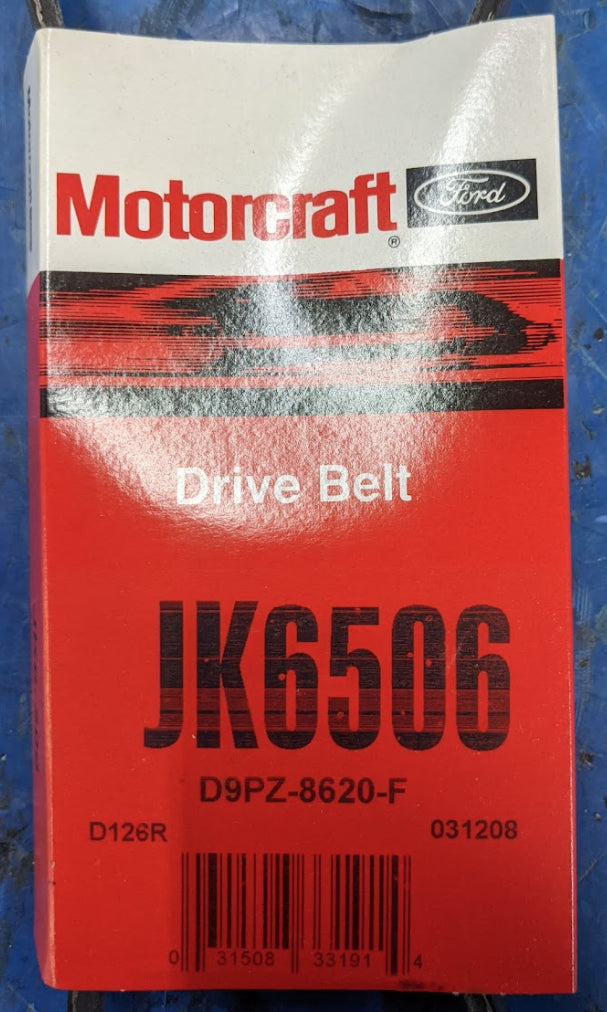 Motorcraft®
Ford
Drive Belt
JK6506
D9PZ-8620-F
D126R 031208
0 31508 33191 4